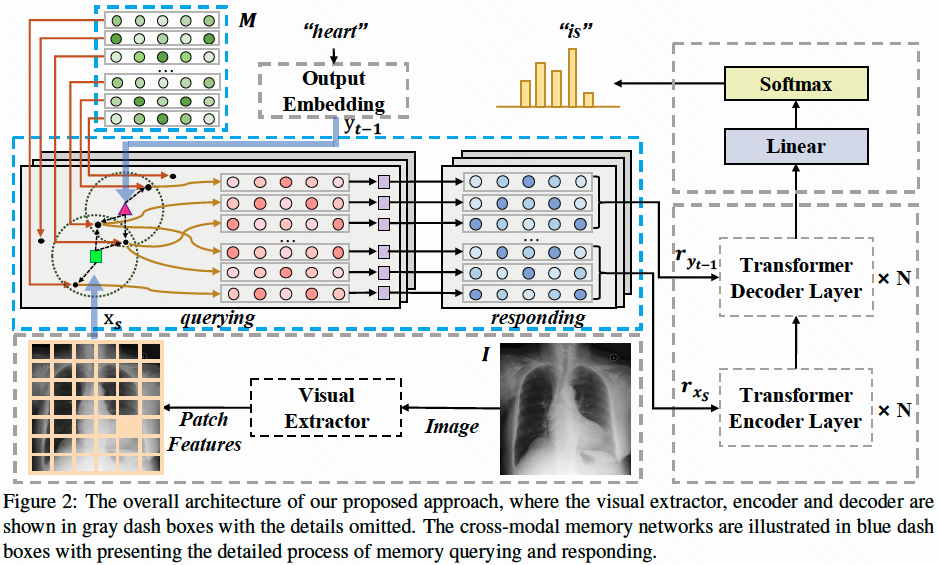 M
“heart”
“is”
Output
Embedding
y_{t−1}
Softmax
Linear
...
...
...
querying
responding
r_{y_{t−1}}
Transformer
Decoder Layer
× N
x_s
I
Visual
Extractor
Patch
Features
Image
r_{x_S}
Transformer
Encoder Layer
× N
Figure 2: The overall architecture of our proposed approach, where the visual extractor, encoder and decoder are
shown in gray dash boxes with the details omitted. The cross-modal memory networks are illustrated in blue dash
boxes with presenting the detailed process of memory querying and responding.